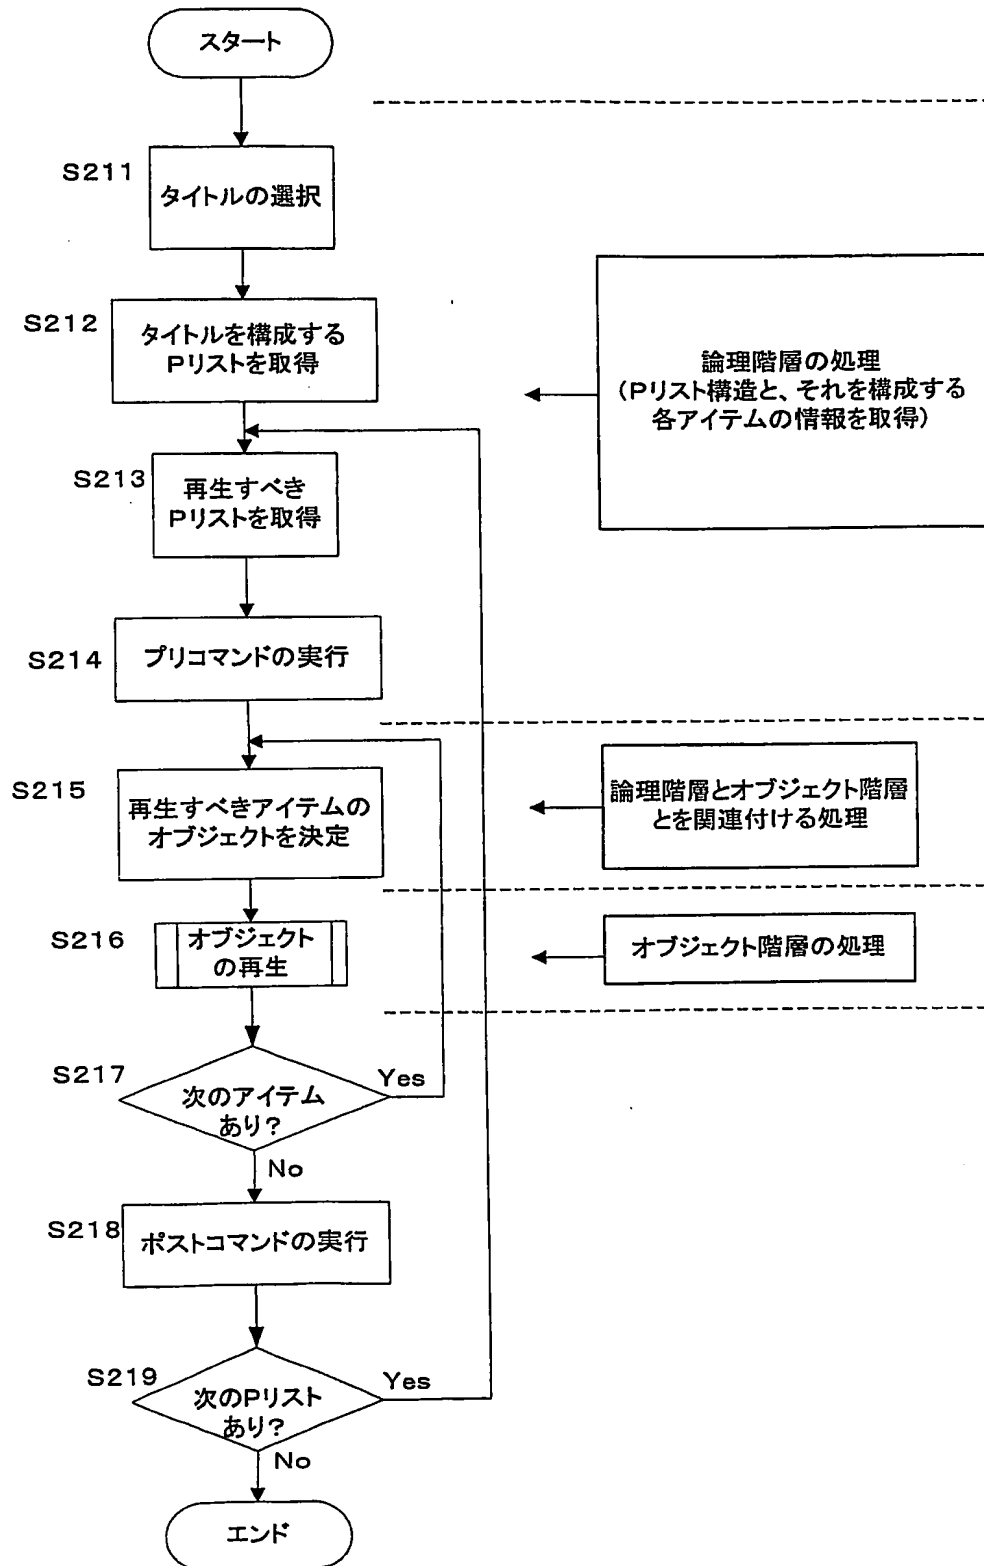 スタート
S211
タイトルの選択
S212
タイトルを構成する
Pリストを取得
論理階層の処理
(Pリスト構造と、それを構成する
各アイテムの情報を取得)
S213
再生すべき
Pリストを取得
S214
プリコマンドの実行
S215
再生すべきアイテムの
オブジェクトを決定
論理階層とオブジェクト階層
とを関連付ける処理
S216
オブジェクト
の再生
オブジェクト階層の処理
S217
次のアイテム
あり?
Yes
No
S218
ポストコマンドの実行
S219
次のPリスト
あり?
Yes
No
エンド